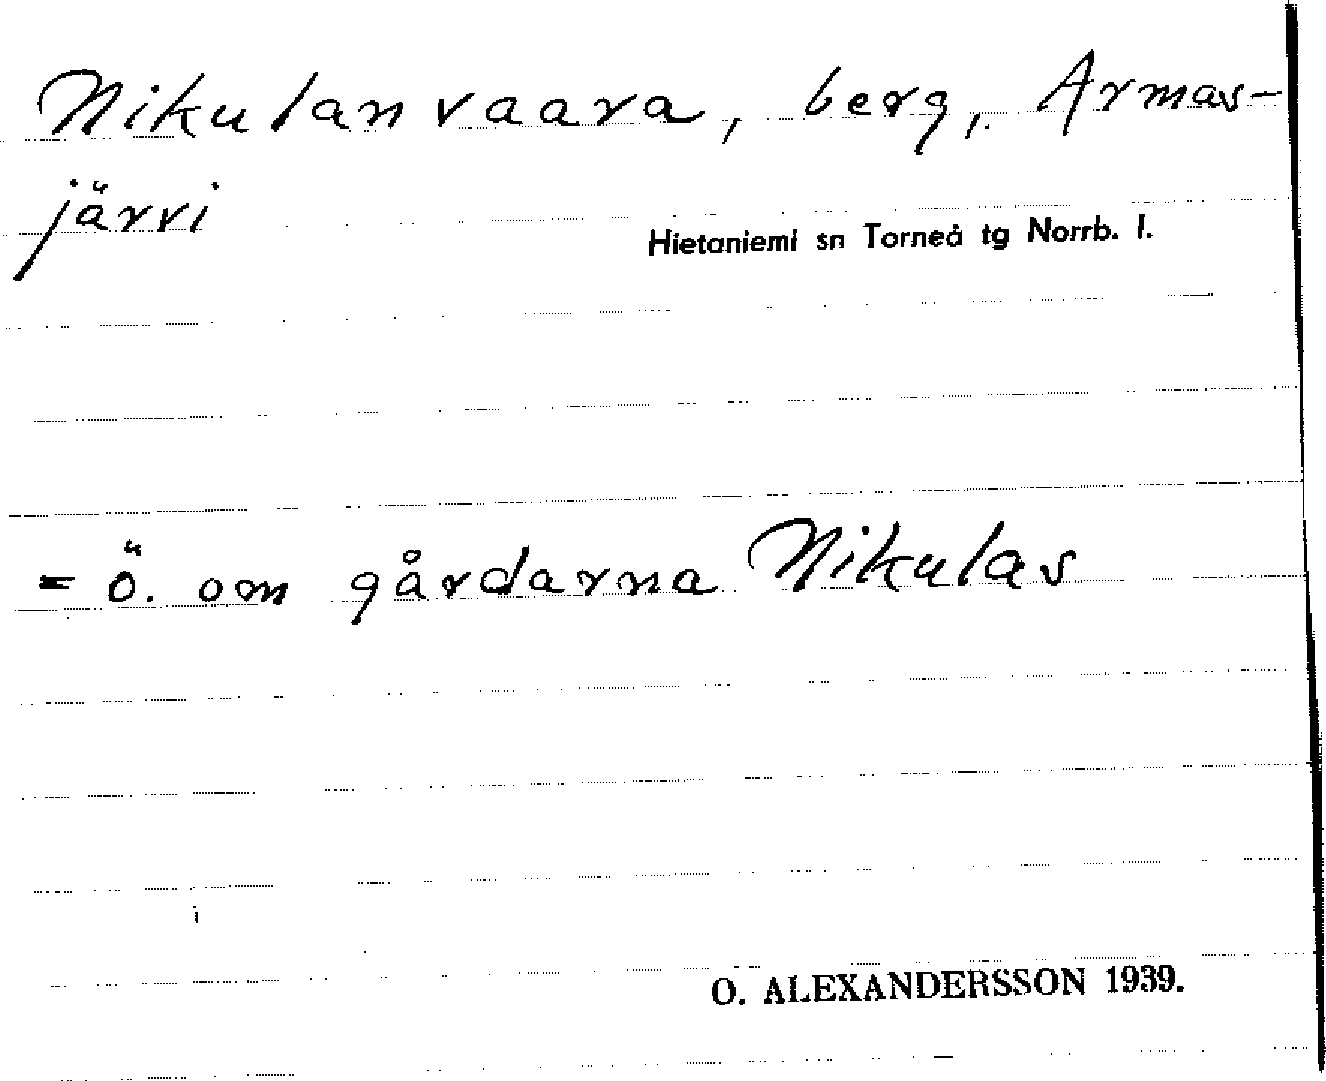 Nikulanvaara, berg, Armas-
järvi
Hietaniemi sn Torneå tg Norrb. l.
= Ö. om gårdarna Nikulas
O. ALEXANDERSSON 1939.